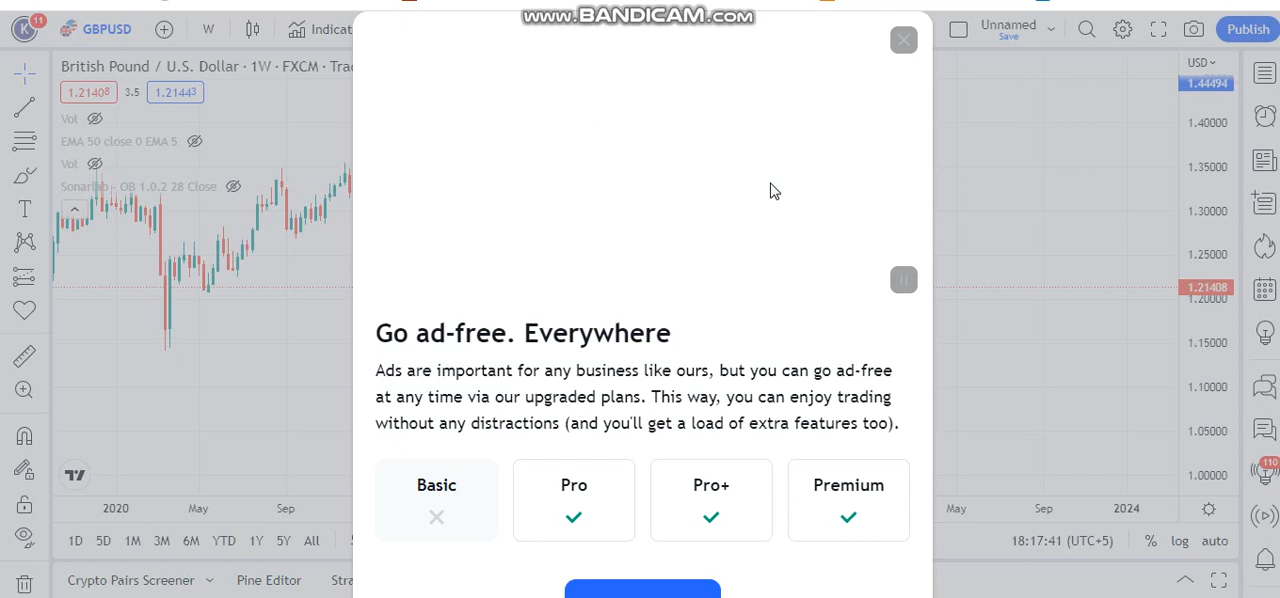 www.BANDICAM.com
K
11
GBPUSD
W
Indicat
Unnamed
Save
Publish
British Pound / U.S. Dollar · 1W · FXCM · Tra
1.21408
3.5
1.21443
Vol
EMA 50 close 0 EMA 5
Vol
Sonarlab - OB 1.0.2 28 Close
USD
1.44494
1.40000
1.35000
1.30000
1.25000
1.21408
1.20000
1.15000
1.10000
1.05000
1.00000
Go ad-free. Everywhere
Ads are important for any business like ours, but you can go ad-free
at any time via our upgraded plans. This way, you can enjoy trading
without any distractions (and you'll get a load of extra features too).
Basic
Pro
Pro+
Premium
110
2020
May
Sep
May
Sep
2024
1D
5D
1M
3M
6M
YTD
1Y
5Y
All
18:17:41 (UTC+5)
%
log
auto
Crypto Pairs Screener
Pine Editor
Stra